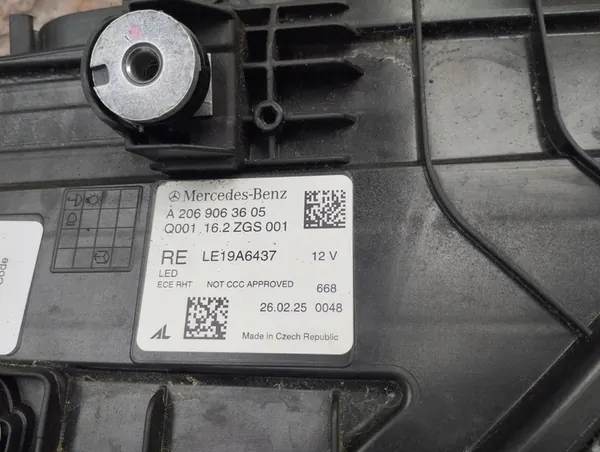 Mercedes-Benz
A 206 906 36 05
Q001 16.2 ZGS 001
RE LE19A6437 12 V
LED
ECE RHT NOT CCC APPROVED 668
26.02.25 0048
AL Made in Czech Republic
Code